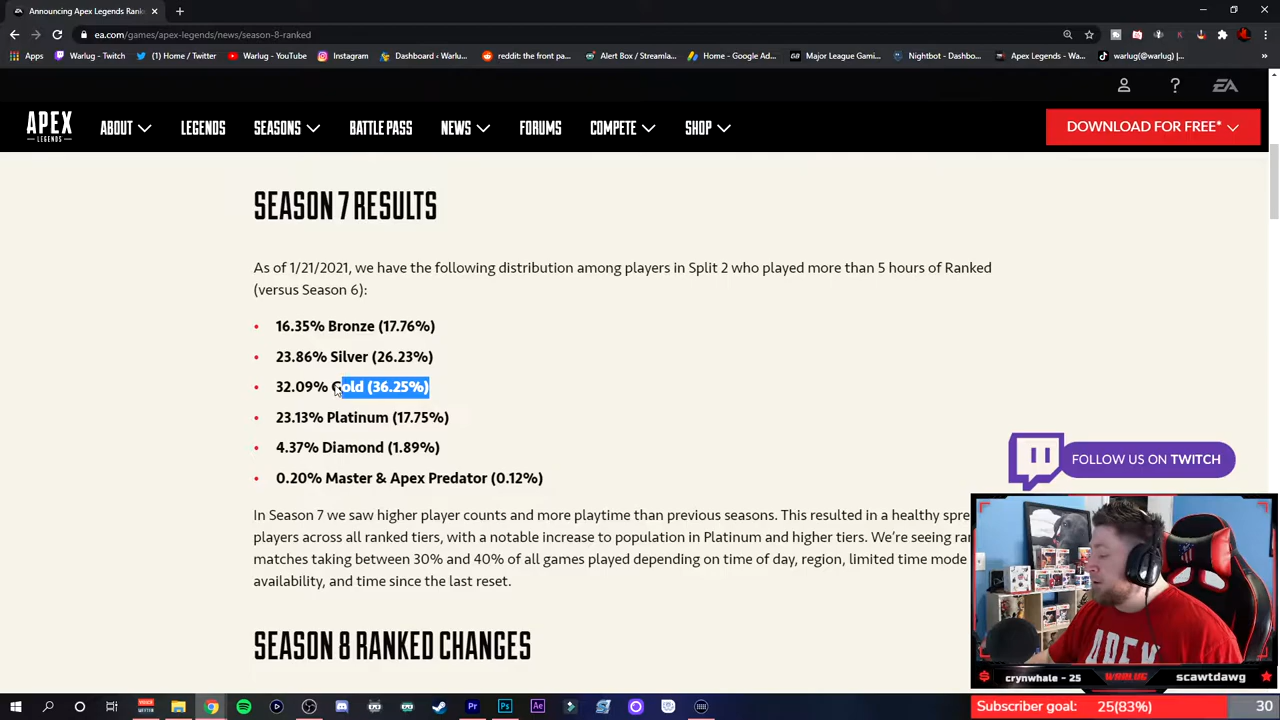 Announcing Apex Legends Ranke
ea.com/games/apex-legends/news/season-8-ranked
Apps Warlug - Twitch (1) Home / Twitter Warlug - YouTube Instagram Dashboard ‹ Warlu... reddit: the front pa... Alert Box / Streamla... Home - Google Ad... Major League Gami... Nightbot - Dashbo... Apex Legends - You... warlug(@warlug)...
APEX LEGENDS ABOUT LEGENDS SEASONS BATTLE PASS NEWS FORUMS COMPETE SHOP DOWNLOAD FOR FREE*
SEASON 7 RESULTS
As of 1/21/2021, we have the following distribution among players in Split 2 who played more than 5 hours of Ranked
(versus Season 6):
16.35% Bronze (17.76%)
23.86% Silver (26.23%)
32.09% Gold (36.25%)
23.13% Platinum (17.75%)
4.37% Diamond (1.89%)
0.20% Master & Apex Predator (0.12%)
FOLLOW US ON TWITCH
In Season 7 we saw higher player counts and more playtime than previous seasons. This resulted in a healthy spre
players across all ranked tiers, with a notable increase to population in Platinum and higher tiers. We're seeing ran
matches taking between 30% and 40% of all games played depending on time of day, region, limited time mode
availability, and time since the last reset.
SEASON 8 RANKED CHANGES
APEX
crynwhale - 25 WARLUG scawtdawg
Subscriber goal: 25(83%) 30